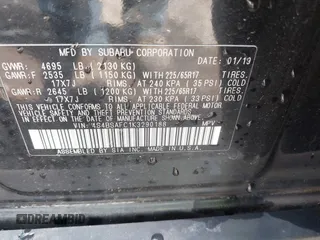 MFD.BY SUBARU CORPORATION
GVWR: 4695 LB (2130 KG) DATE: 01/19
GAWR:F 2535 LB (1150 KG) WITH 225/65R17 TIRES,
17X7J RIMS AT 240 KPA (35 PSI) COLD.
GAWR:R 2645 LB (1200 KG) WITH 225/65R17 TIRES,
17X7J RIMS, AT 230 KPA (33 PSI) COLD.
THIS VEHICLE CONFORMS TO ALL APPLICABLE FEDERAL
MOTOR VEHICLE SAFETY, BUMPER, AND THEFT PREVENTION
STANDARDS IN EFFECT ON THE DATE OF MANUFACTURE
SHOWN ABOVE.
VIN: 4S4BSAFC1K3290188 MPV
ASSEMBLED BY SIA, INC. MADE IN U.S.A.
DREAMBID